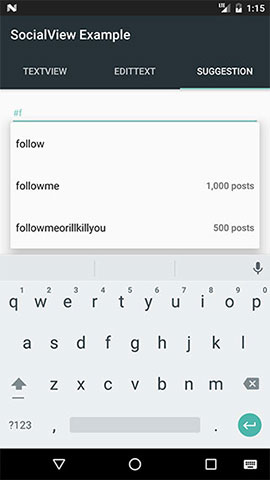 1:15
SocialView Example
TEXTVIEW EDITTEXT SUGGESTION
#f
follow
followme 1,000 posts
followmeorillkillyou 500 posts
1 2 3 4 5 6 7 8 9 0
q w e r t y u i o p
a s d f g h j k l
z x c v b n m
?123 , .